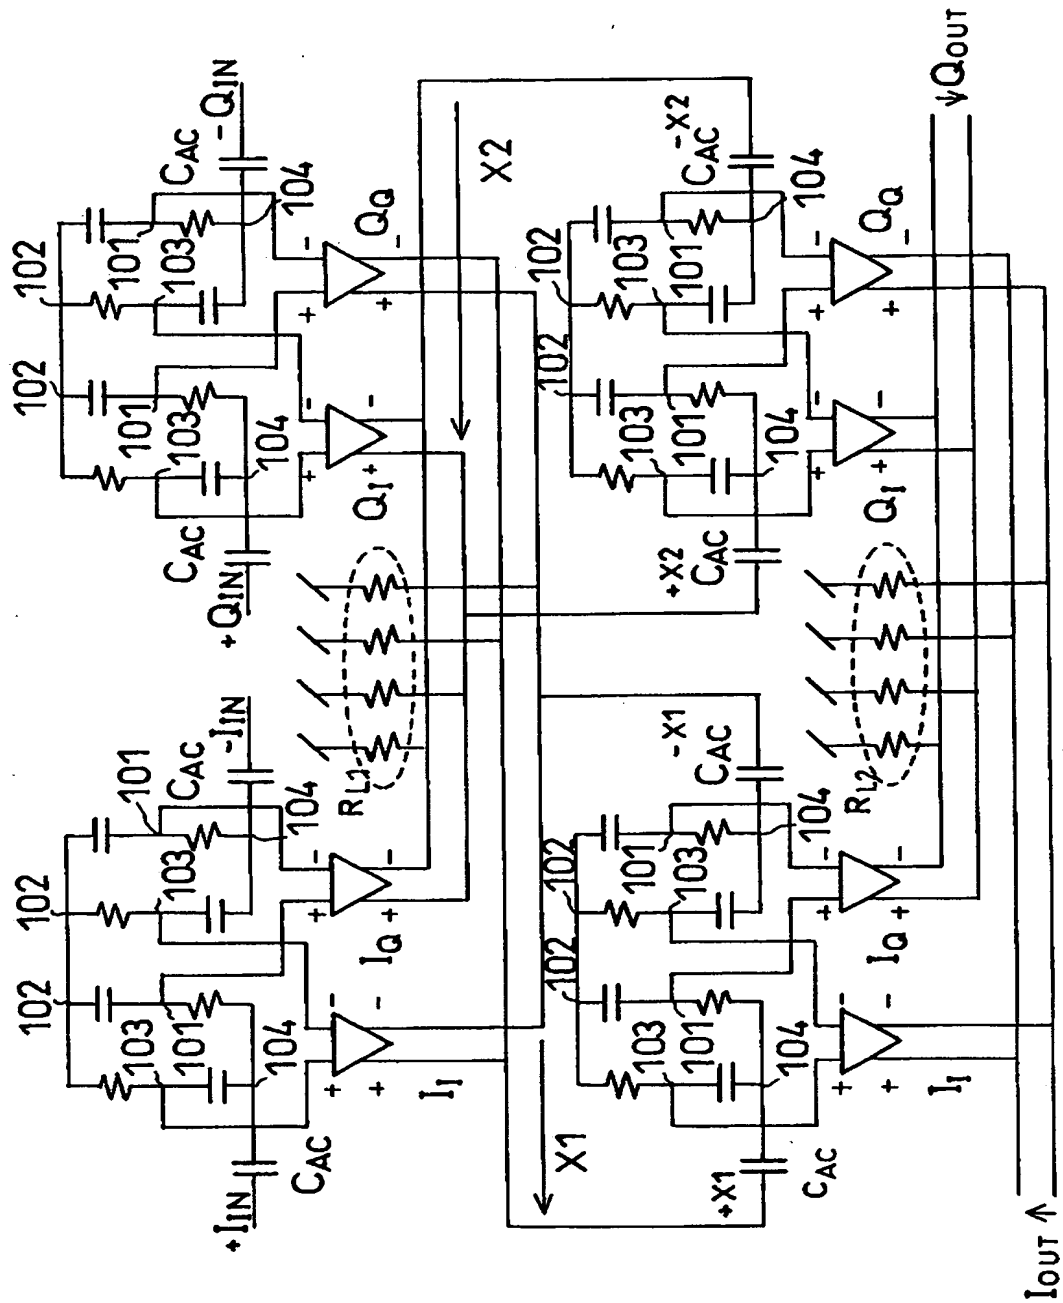 102
102
102
102
101
103
101
103
101
103
101
103
101
+IIN
CAC
104
104
CAC
-IIN
+QIN
CAC
104
104
CAC
-QIN
+
-
+
-
+
-
+
-
RL1
II
+
-
IQ
+
-
QI
+
-
QQ
+
-
X1
X2
102
102
102
102
103
101
103
101
103
101
103
101
+X1
CAC
104
104
CAC
-X1
+X2
CAC
104
104
CAC
-X2
+
-
+
-
+
-
+
-
RL2
II
+
-
IQ
+
-
QI
+
-
QQ
+
-
QOUT
IOUT